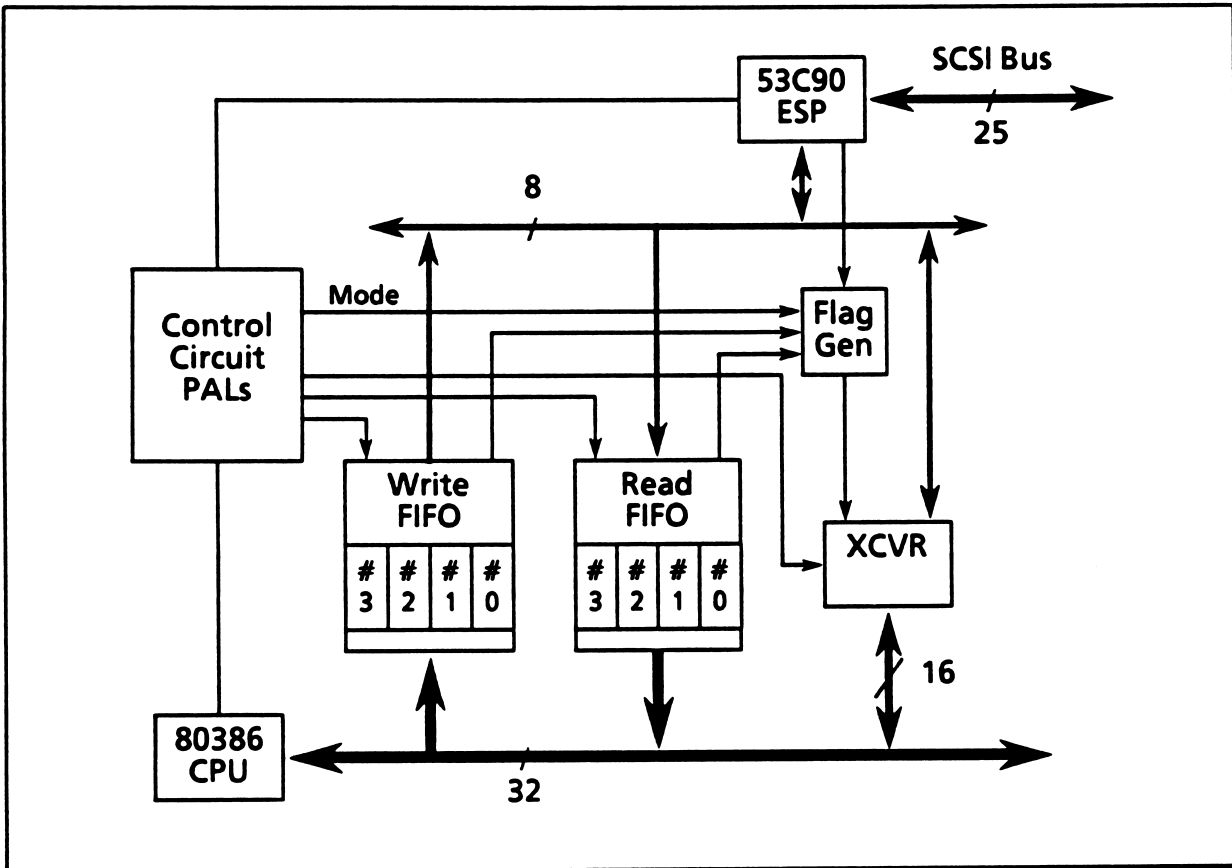 53C90
ESP
SCSI Bus
25
8
Control
Circuit
PALs
Mode
Flag
Gen
Write
FIFO
# # # #
3 2 1 0
Read
FIFO
# # # #
3 2 1 0
XCVR
16
80386
CPU
32